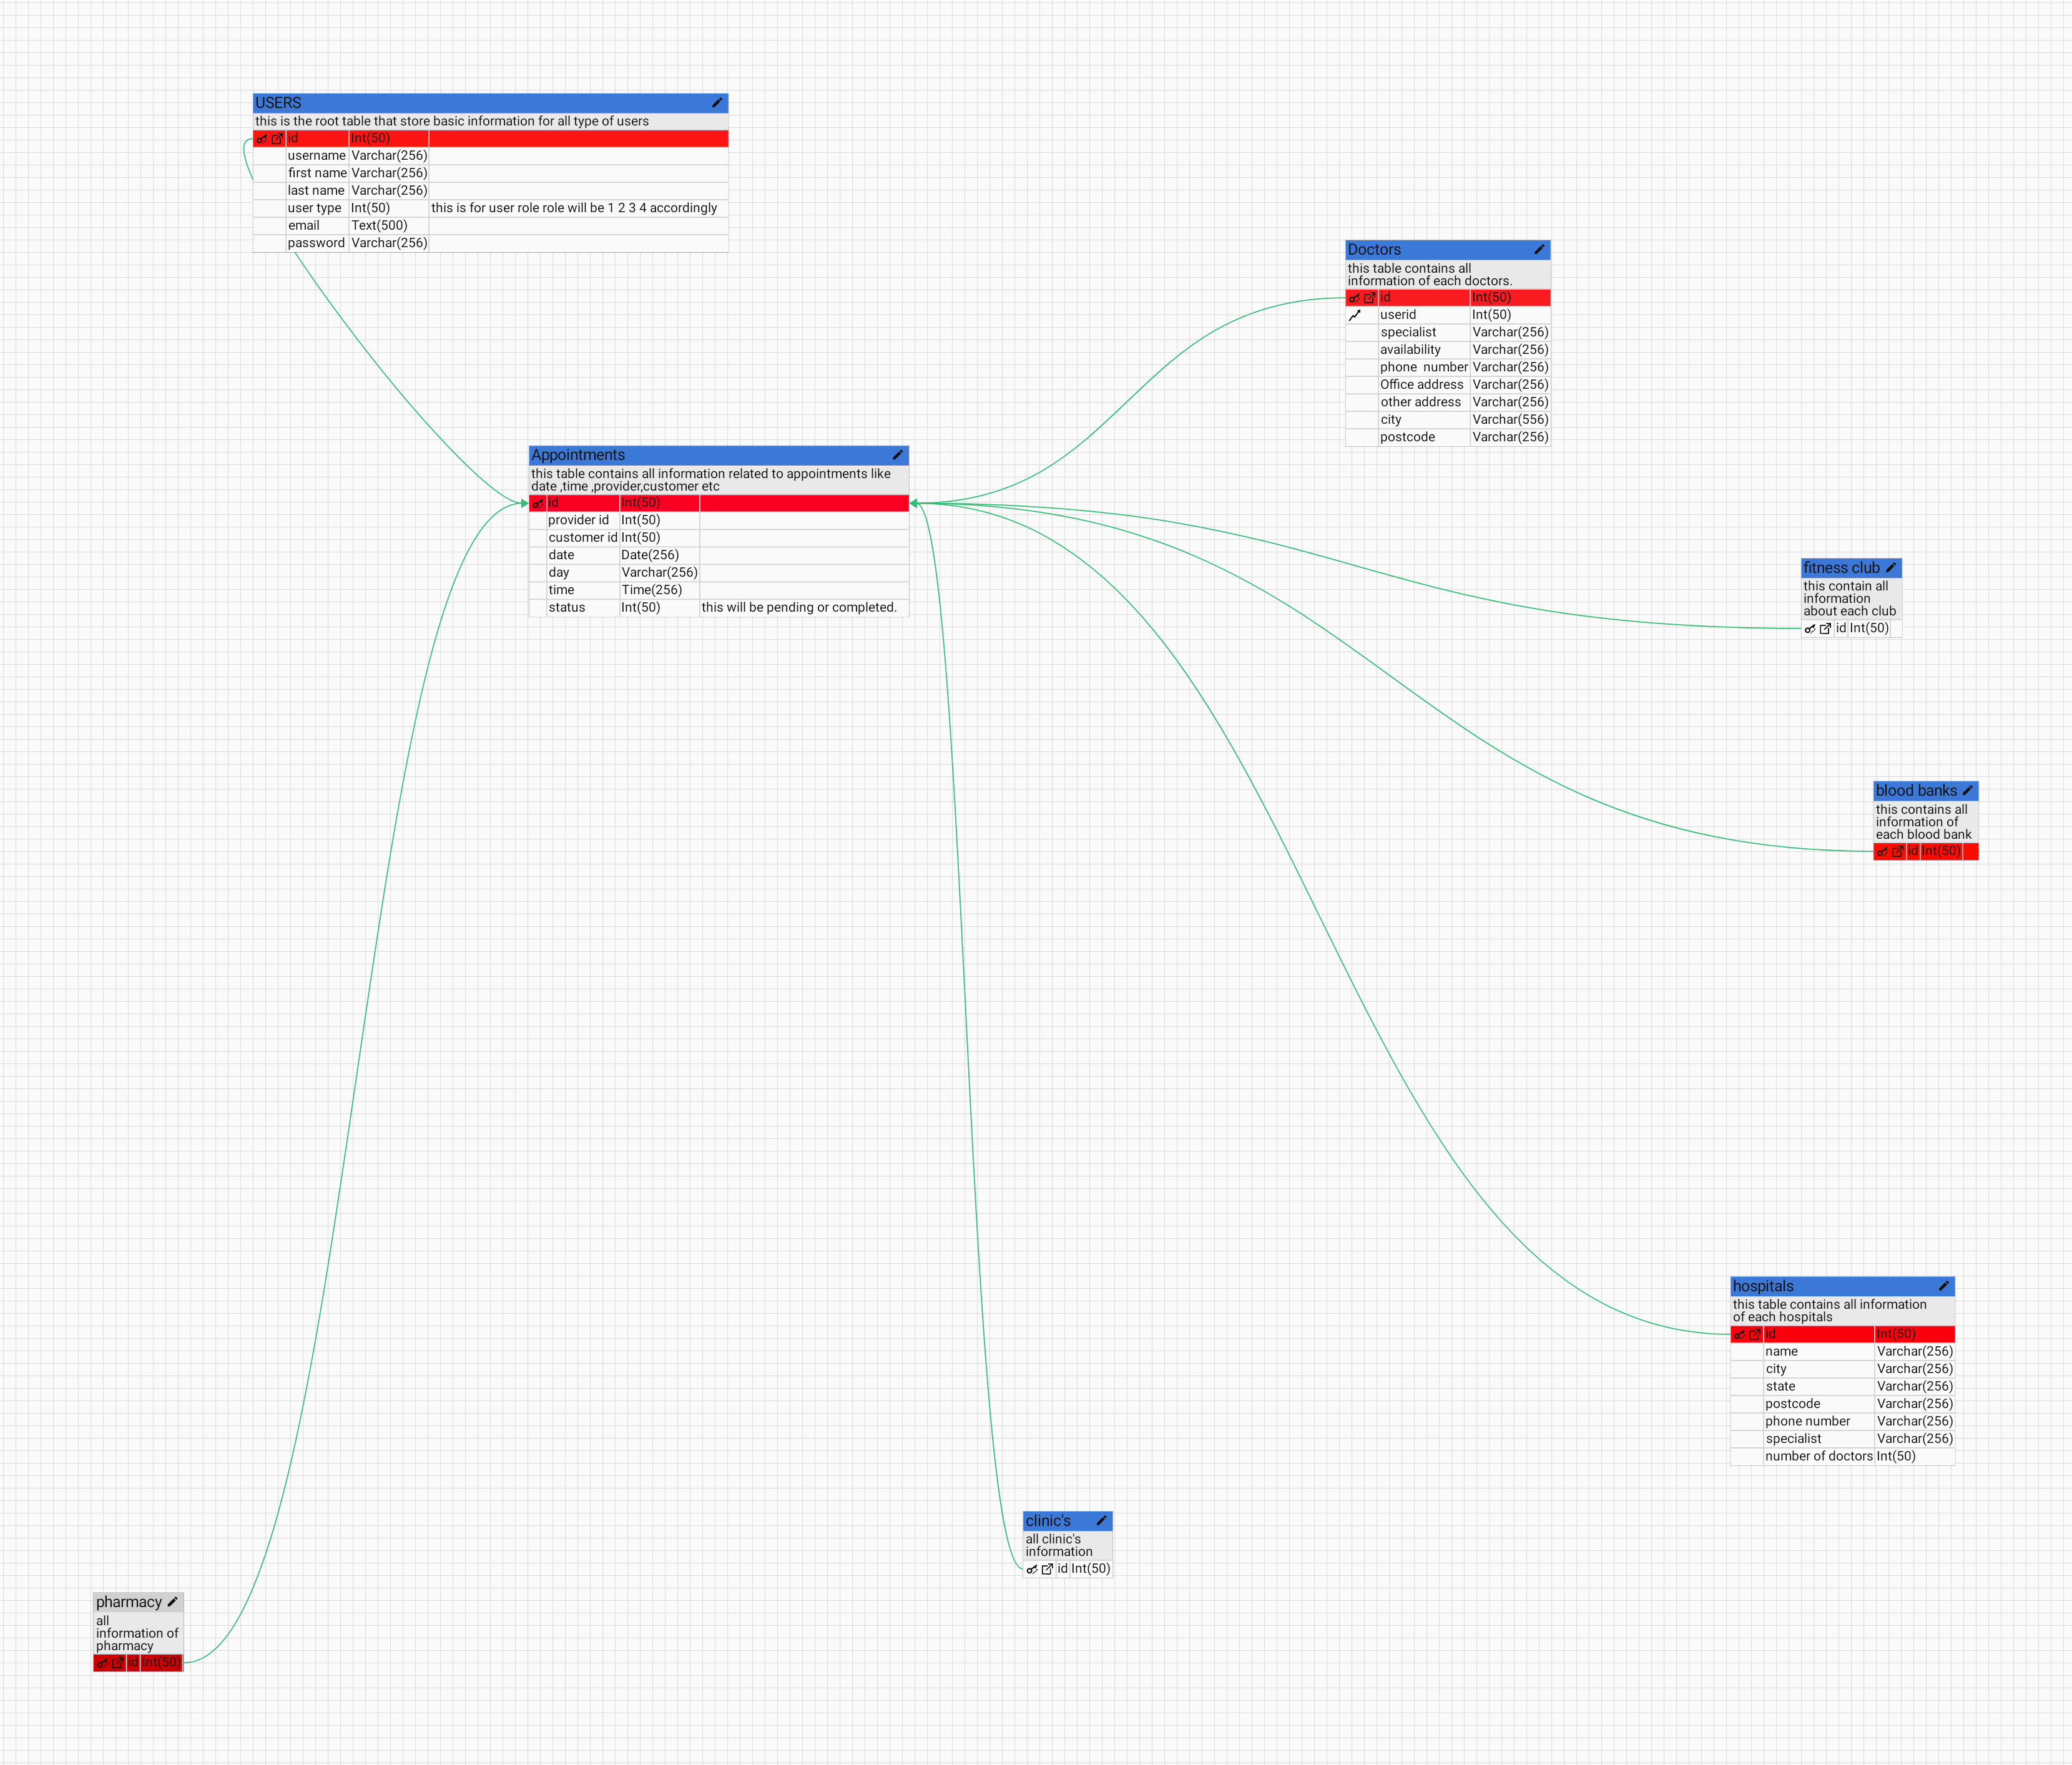 USERS
this is the root table that store basic information for all type of users
id Int(50)
username Varchar(256)
first name Varchar(256)
last name Varchar(256)
user type Int(50) this is for user role role will be 1 2 3 4 accordingly
email Text(500)
password Varchar(256)
Doctors
this table contains all
information of each doctors.
id Int(50)
userid Int(50)
specialist Varchar(256)
availability Varchar(256)
phone number Varchar(256)
Office address Varchar(256)
other address Varchar(256)
city Varchar(556)
postcode Varchar(256)
Appointments
this table contains all information related to appointments like
date ,time ,provider,customer etc
id Int(50)
provider id Int(50)
customer id Int(50)
date Date(256)
day Varchar(256)
time Time(256)
status Int(50) this will be pending or completed.
fitness club
this contain all
information
about each club
id Int(50)
blood banks
this contains all
information of
each blood bank
id Int(50)
hospitals
this table contains all information
of each hospitals
id Int(50)
name Varchar(256)
city Varchar(256)
state Varchar(256)
postcode Varchar(256)
phone number Varchar(256)
specialist Varchar(256)
number of doctors Int(50)
clinic's
all clinic's
information
id Int(50)
pharmacy
all
information of
pharmacy
id Int(50)